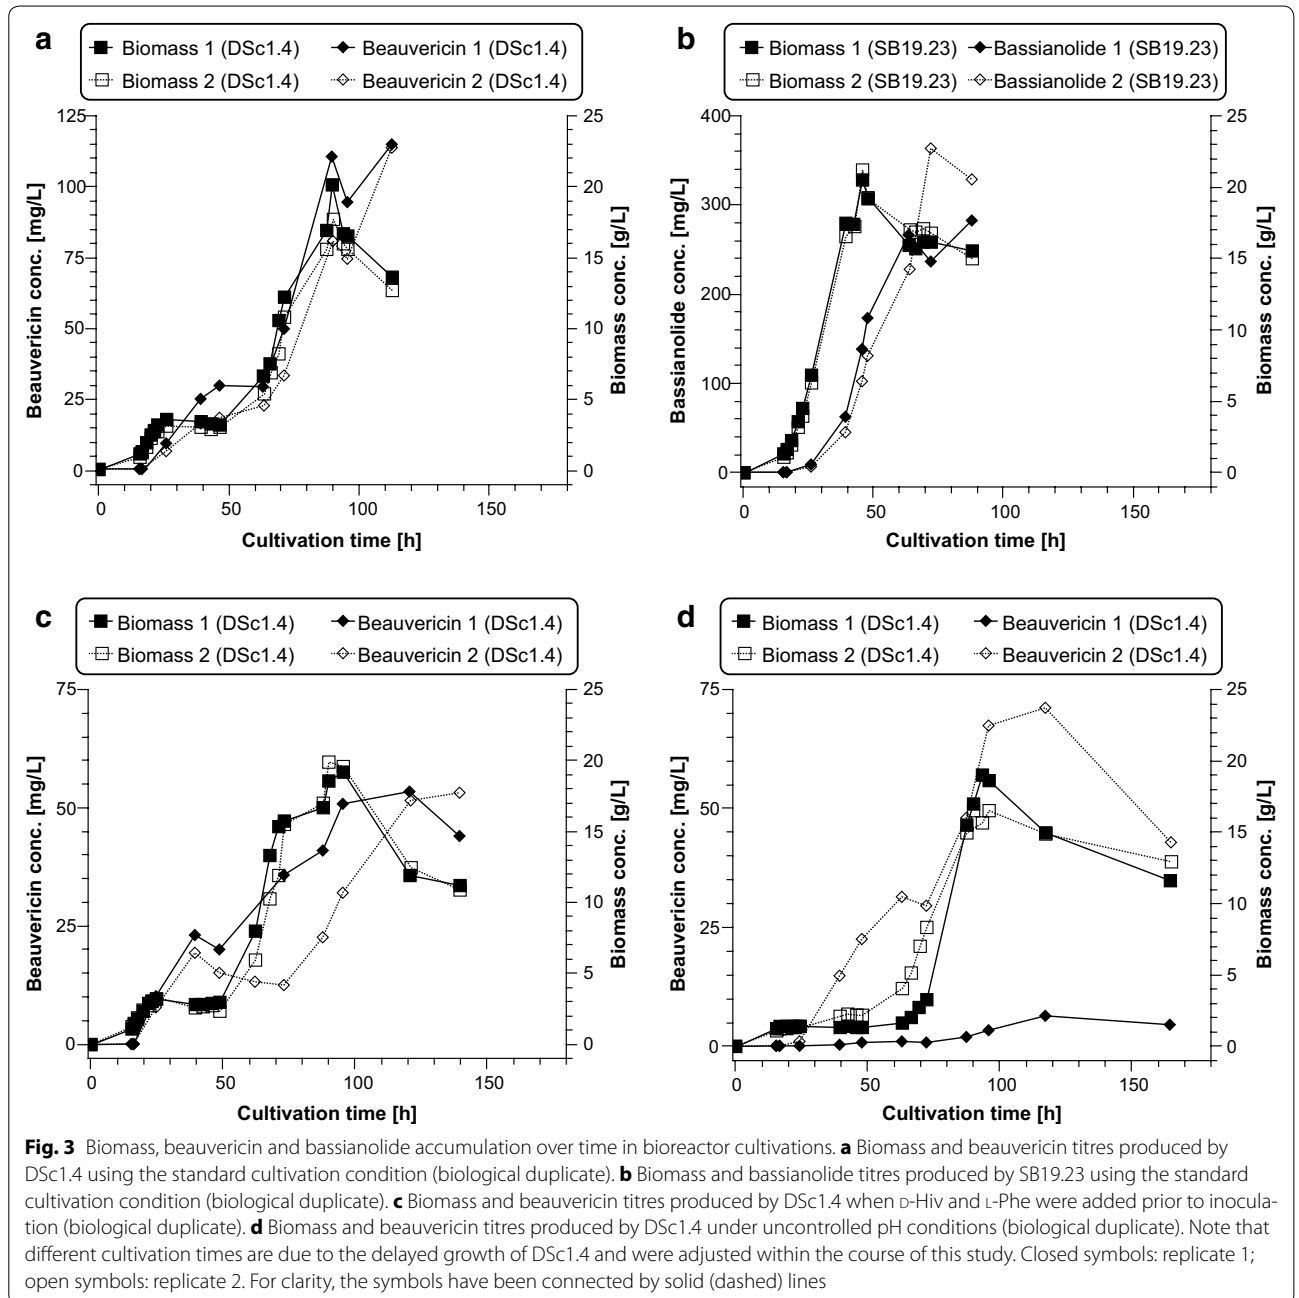 a
Biomass 1 (DSc1.4) Beauvericin 1 (DSc1.4)
Biomass 2 (DSc1.4) Beauvericin 2 (DSc1.4)
125
100
75
50
25
0
Beauvericin conc. [mg/L]
25
20
15
10
5
0
Biomass conc. [g/L]
0 50 100 150
Cultivation time [h]
b
Biomass 1 (SB19.23) Bassianolide 1 (SB19.23)
Biomass 2 (SB19.23) Bassianolide 2 (SB19.23)
400
300
200
100
0
Bassianolide conc. [mg/L]
25
20
15
10
5
0
Biomass conc. [g/L]
0 50 100 150
Cultivation time [h]
c
Biomass 1 (DSc1.4) Beauvericin 1 (DSc1.4)
Biomass 2 (DSc1.4) Beauvericin 2 (DSc1.4)
75
50
25
0
Beauvericin conc. [mg/L]
25
20
15
10
5
0
Biomass conc. [g/L]
0 50 100 150
Cultivation time [h]
d
Biomass 1 (DSc1.4) Beauvericin 1 (DSc1.4)
Biomass 2 (DSc1.4) Beauvericin 2 (DSc1.4)
75
50
25
0
Beauvericin conc. [mg/L]
25
20
15
10
5
0
Biomass conc. [g/L]
0 50 100 150
Cultivation time [h]
Fig. 3 Biomass, beauvericin and bassianolide accumulation over time in bioreactor cultivations. a Biomass and beauvericin titres produced by
DSc1.4 using the standard cultivation condition (biological duplicate). b Biomass and bassianolide titres produced by SB19.23 using the standard
cultivation condition (biological duplicate). c Biomass and beauvericin titres produced by DSc1.4 when D-Hiv and L-Phe were added prior to inocula-
tion (biological duplicate). d Biomass and beauvericin titres produced by DSc1.4 under uncontrolled pH conditions (biological duplicate). Note that
different cultivation times are due to the delayed growth of DSc1.4 and were adjusted within the course of this study. Closed symbols: replicate 1;
open symbols: replicate 2. For clarity, the symbols have been connected by solid (dashed) lines